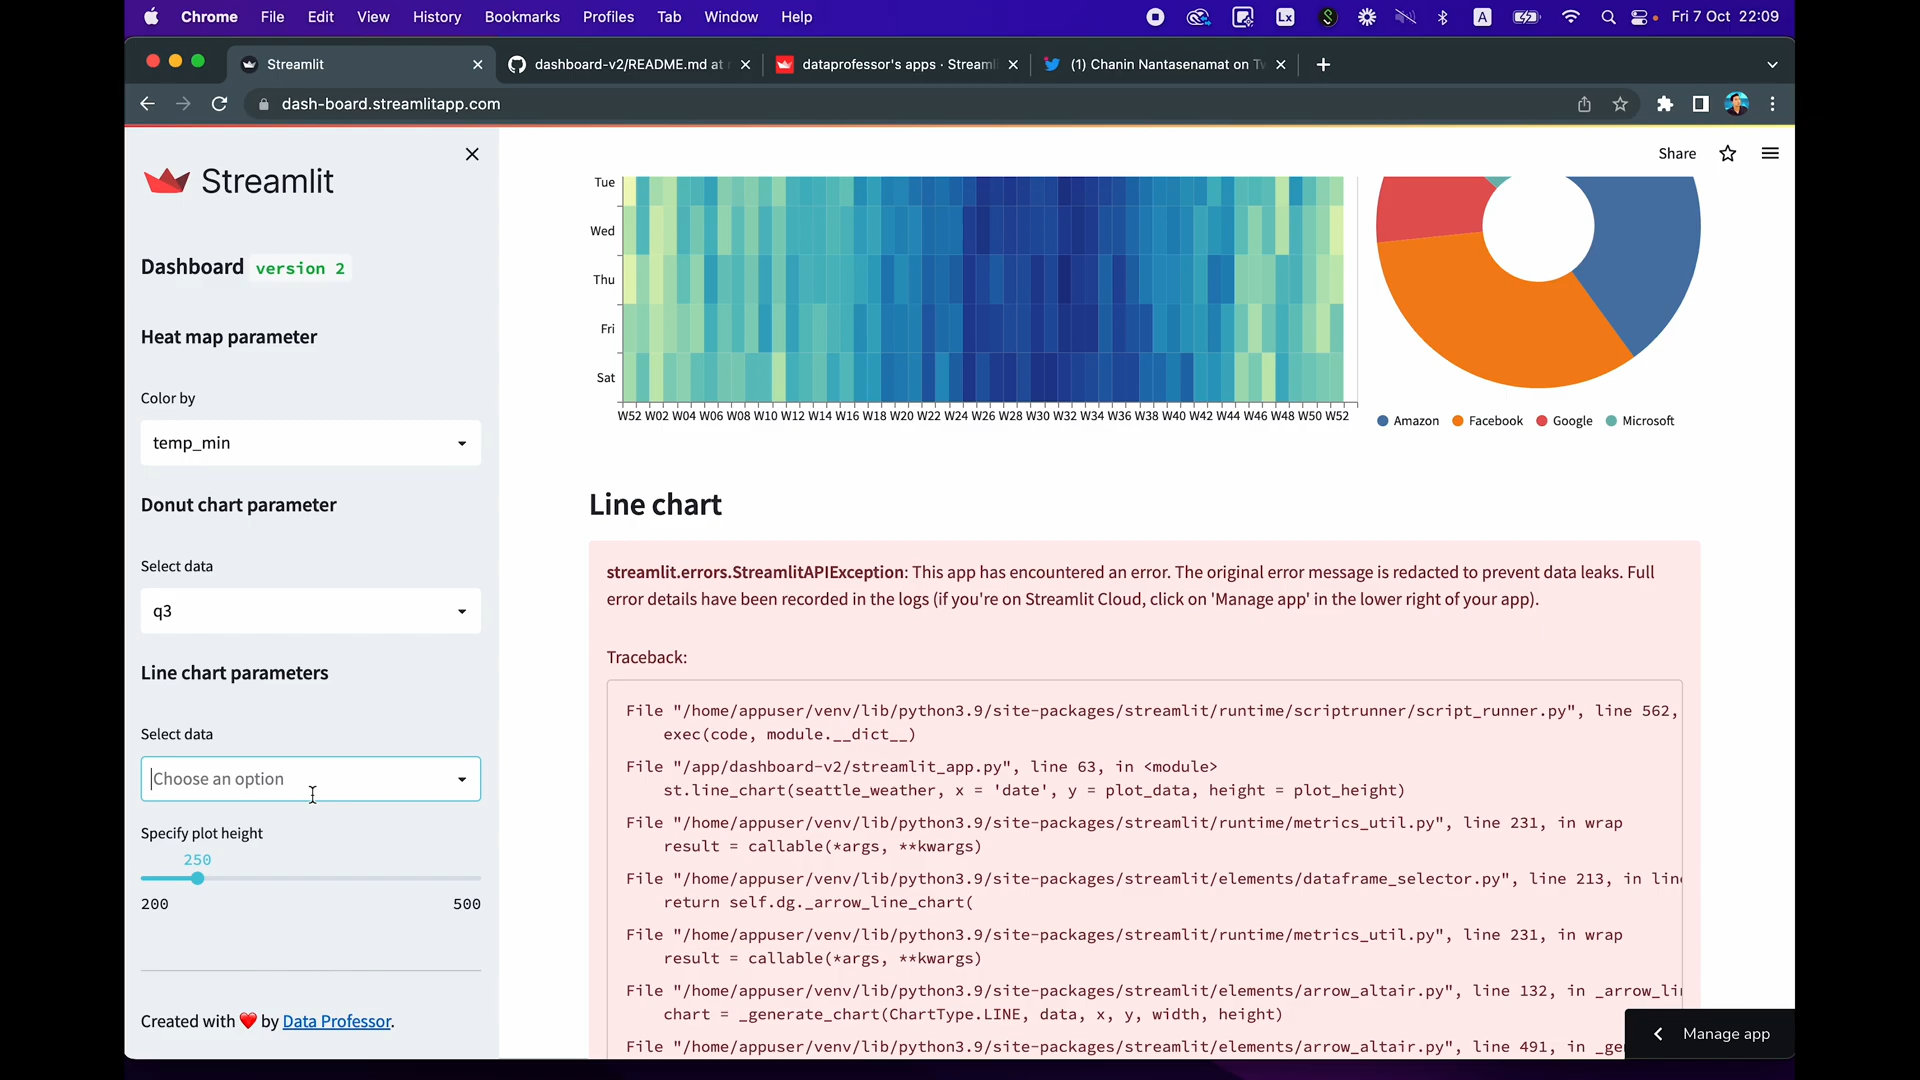 Chrome File Edit View History Bookmarks Profiles Tab Window Help Lx S A Fri 7 Oct 22:09
Streamlit dashboard-v2/README.md at dataprofessor's apps · Streaml (1) Chanin Nantasenamat on Tw
dash-board.streamlitapp.com
Share
Streamlit
Dashboard version 2
Heat map parameter
Color by
temp_min
Donut chart parameter
Select data
q3
Line chart parameters
Select data
Choose an option
Specify plot height
250
200 500
Created with ❤️ by Data Professor.
Tue
Wed
Thu
Fri
Sat
W52 W02 W04 W06 W08 W10 W12 W14 W16 W18 W20 W22 W24 W26 W28 W30 W32 W34 W36 W38 W40 W42 W44 W46 W48 W50 W52
Amazon Facebook Google Microsoft
Line chart
streamlit.errors.StreamlitAPIException: This app has encountered an error. The original error message is redacted to prevent data leaks. Full
error details have been recorded in the logs (if you're on Streamlit Cloud, click on 'Manage app' in the lower right of your app).
Traceback:
File "/home/appuser/venv/lib/python3.9/site-packages/streamlit/runtime/scriptrunner/script_runner.py", line 562,
exec(code, module.__dict__)
File "/app/dashboard-v2/streamlit_app.py", line 63, in <module>
st.line_chart(seattle_weather, x = 'date', y = plot_data, height = plot_height)
File "/home/appuser/venv/lib/python3.9/site-packages/streamlit/runtime/metrics_util.py", line 231, in wrap
result = callable(*args, **kwargs)
File "/home/appuser/venv/lib/python3.9/site-packages/streamlit/elements/dataframe_selector.py", line 213, in line
return self.dg._arrow_line_chart(
File "/home/appuser/venv/lib/python3.9/site-packages/streamlit/runtime/metrics_util.py", line 231, in wrap
result = callable(*args, **kwargs)
File "/home/appuser/venv/lib/python3.9/site-packages/streamlit/elements/arrow_altair.py", line 132, in _arrow_lin
chart = _generate_chart(ChartType.LINE, data, x, y, width, height)
File "/home/appuser/venv/lib/python3.9/site-packages/streamlit/elements/arrow_altair.py", line 491, in _ge
Manage app